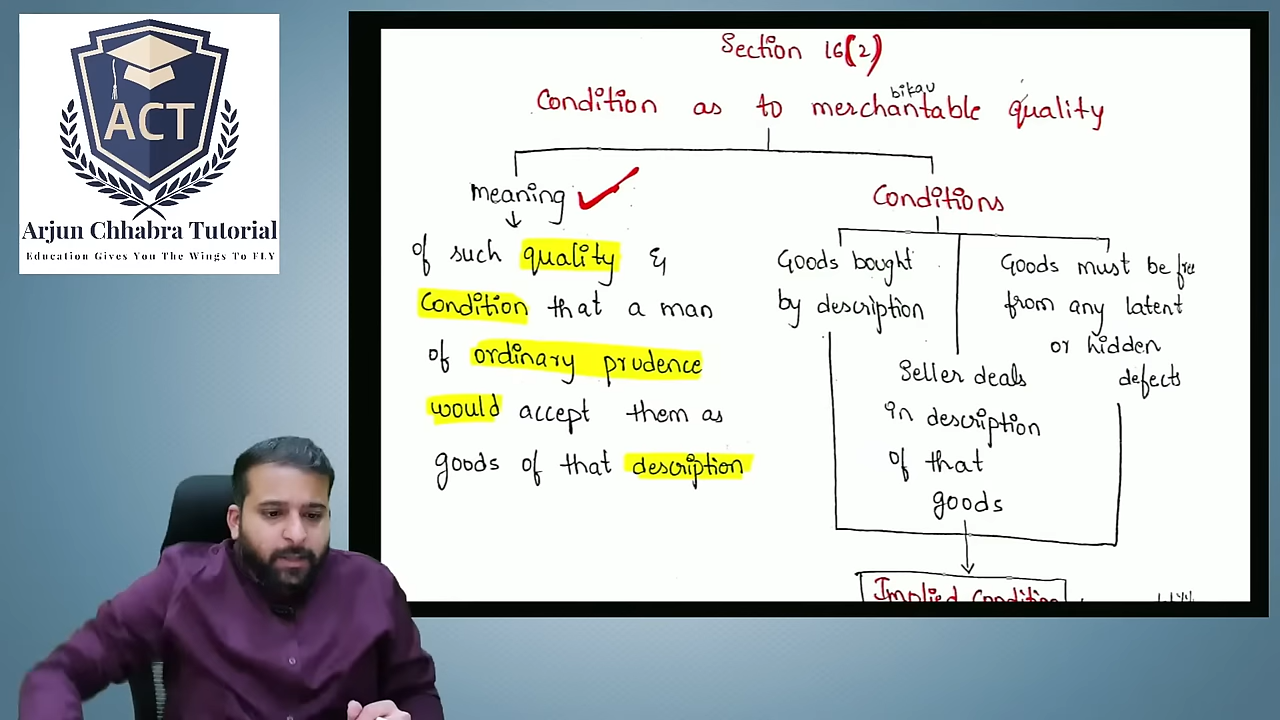 ACT
Arjun Chhabra Tutorial
Education Gives You The Wings To FLY
Section 16(2)
bikau
Condition as to merchantable quality
meaning
of such quality &
Condition that a man
of ordinary prudence
would accept them as
goods of that description
Conditions
Goods bought
by description
Seller deals
in description
of that
goods
Goods must be free
from any latent
or hidden
defects
Implied Condition